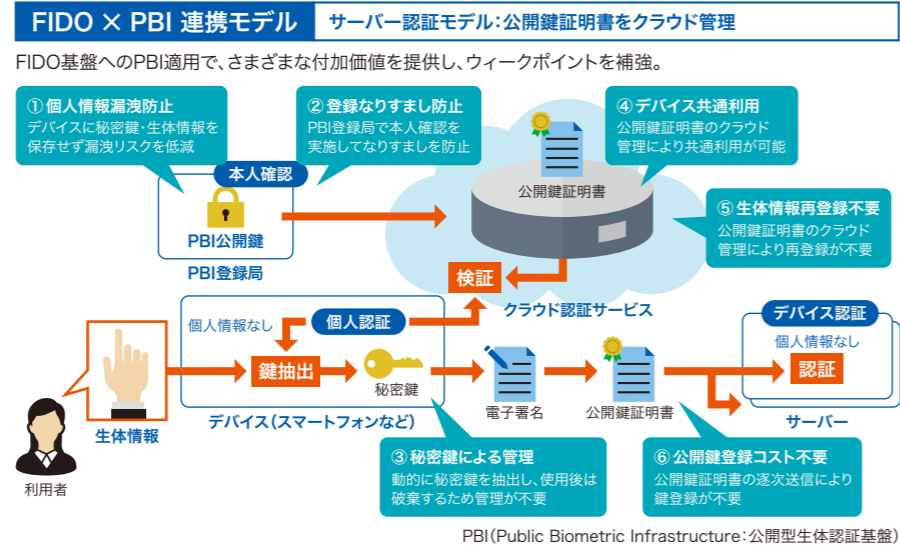 FIDO × PBI 連携モデル
サーバー認証モデル：公開鍵証明書をクラウド管理
FIDO基盤へのPBI適用で、さまざまな付加価値を提供し、ウィークポイントを補強。
① 個人情報漏洩防止
デバイスに秘密鍵・生体情報を
保存せず漏洩リスクを低減
② 登録なりすまし防止
PBI登録局で本人確認を
実施してなりすましを防止
④ デバイス共通利用
公開鍵証明書のクラウド
管理により共通利用が可能
本人確認
PBI公開鍵
PBI登録局
公開鍵証明書
⑤ 生体情報再登録不要
公開鍵証明書のクラウド
管理により再登録が不要
検証
クラウド認証サービス
個人情報なし
個人認証
鍵抽出
秘密鍵
デバイス（スマートフォンなど）
電子署名
公開鍵証明書
デバイス認証
個人情報なし
認証
サーバー
生体情報
利用者
③ 秘密鍵による管理
動的に秘密鍵を抽出し、使用後は
破棄するため管理が不要
⑥ 公開鍵登録コスト不要
公開鍵証明書の逐次送信により
鍵登録が不要
PBI（Public Biometric Infrastructure：公開型生体認証基盤）